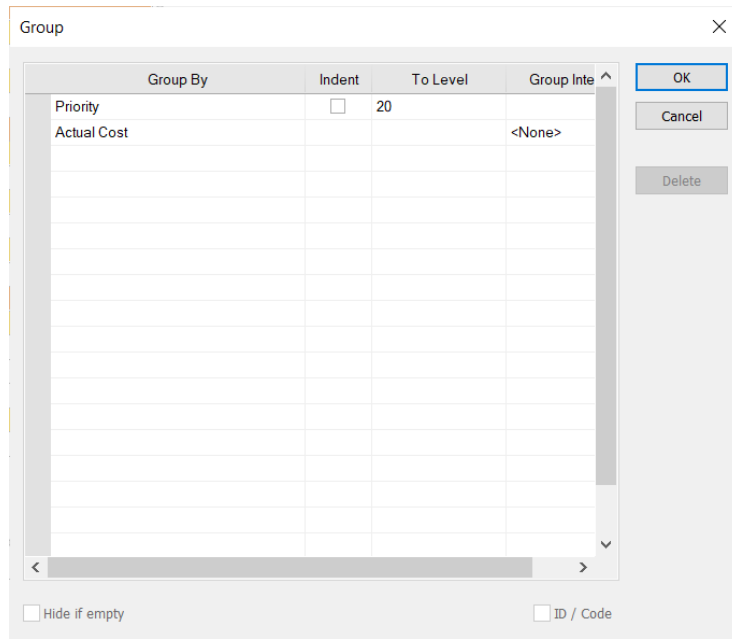 Group
Group By Indent To Level Group Inte
OK
Priority 20
Cancel
Actual Cost <None>
Delete
Hide if empty ID / Code